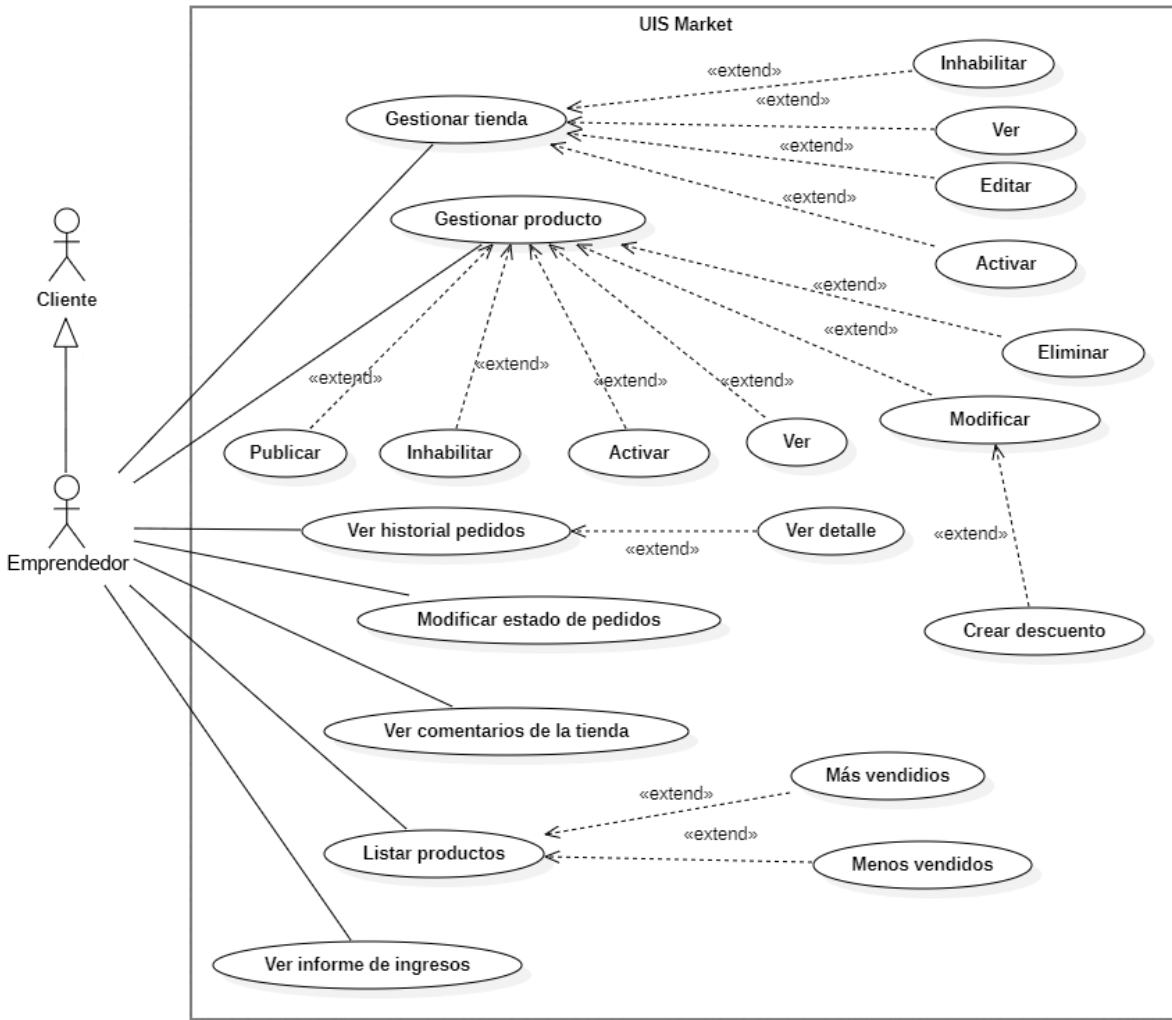 UIS Market
Inhabilitar
«extend»
Gestionar tienda
«extend»
Ver
«extend»
Editar
«extend»
Gestionar producto
Activar
Cliente
«extend»
«extend»
Eliminar
«extend»
«extend»
«extend»
«extend»
Modificar
Publicar
Inhabilitar
Activar
Ver
Ver historial pedidos
Ver detalle
«extend»
«extend»
Emprendedor
Modificar estado de pedidos
Crear descuento
Ver comentarios de la tienda
Más vendidios
«extend»
«extend»
Listar productos
Menos vendidos
Ver informe de ingresos